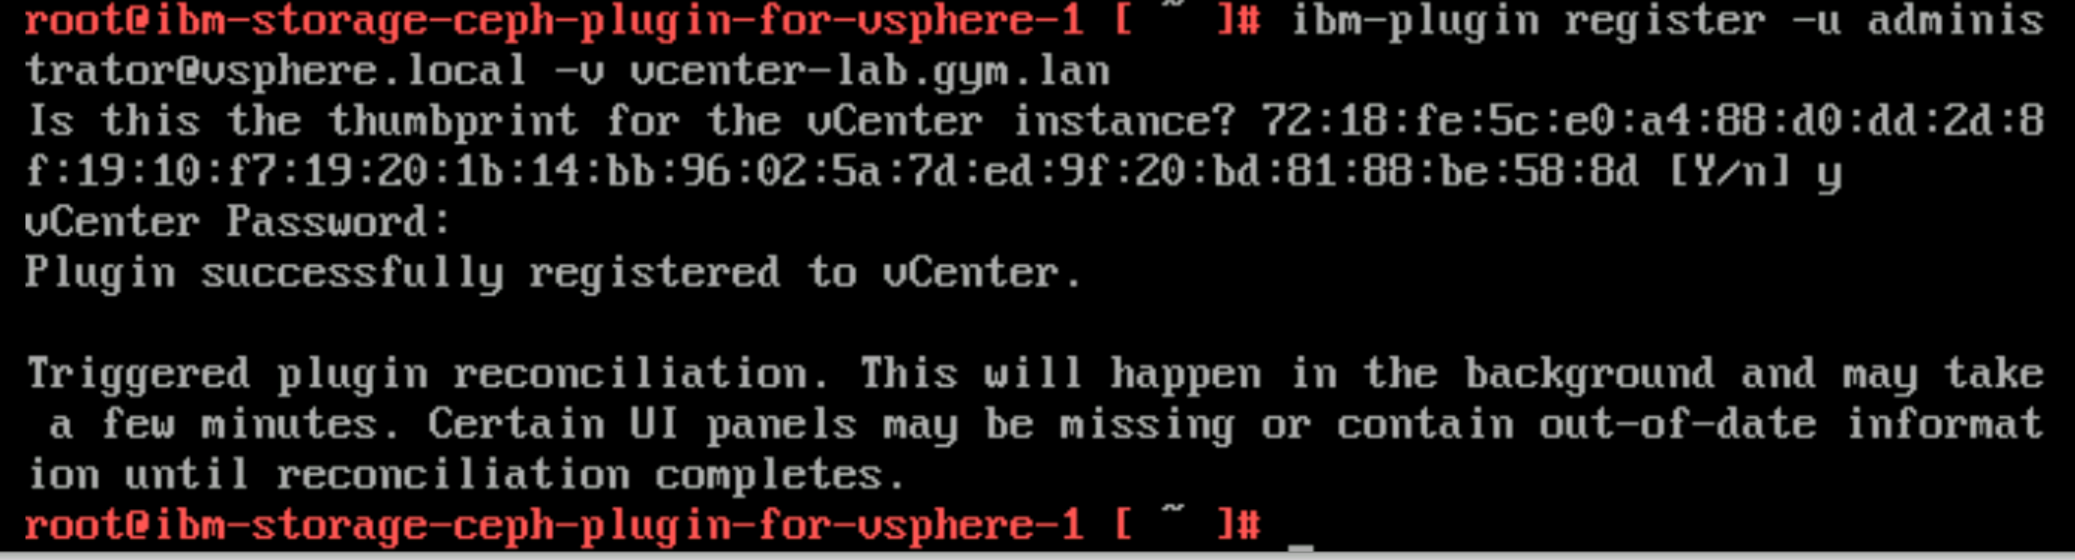 root@ibm-storage-ceph-plugin-for-vsphere-1 [ ~ ]# ibm-plugin register -u adminis
trator@vsphere.local -v vcenter-lab.gym.lan
Is this the thumbprint for the vCenter instance? 72:18:fe:5c:e0:a4:88:d0:dd:2d:8
f:19:10:f7:19:20:1b:14:bb:96:02:5a:7d:ed:9f:20:bd:81:88:be:58:8d [Y/n] y
vCenter Password:
Plugin successfully registered to vCenter.

Triggered plugin reconciliation. This will happen in the background and may take
 a few minutes. Certain UI panels may be missing or contain out-of-date informat
ion until reconciliation completes.
root@ibm-storage-ceph-plugin-for-vsphere-1 [ ~ ]# _